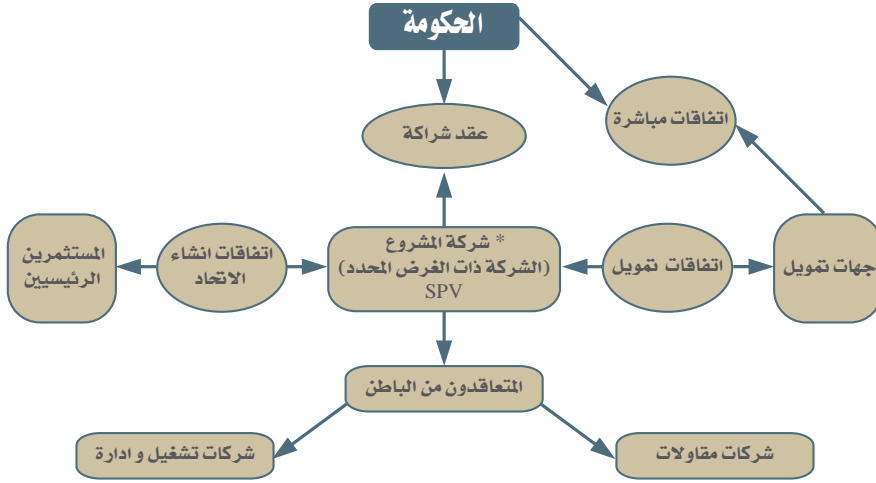 الحكومة
اتفاقات مباشرة
عقد شراكة
جهات تمويل
اتفاقات تمويل
* شركة المشروع
(الشركة ذات الغرض المحدد)
SPV
اتفاقات انشاء
الاتحاد
المستثمرين
الرئيسيين
المتعاقدون من الباطن
شركات مقاولات
شركات تشغيل و ادارة